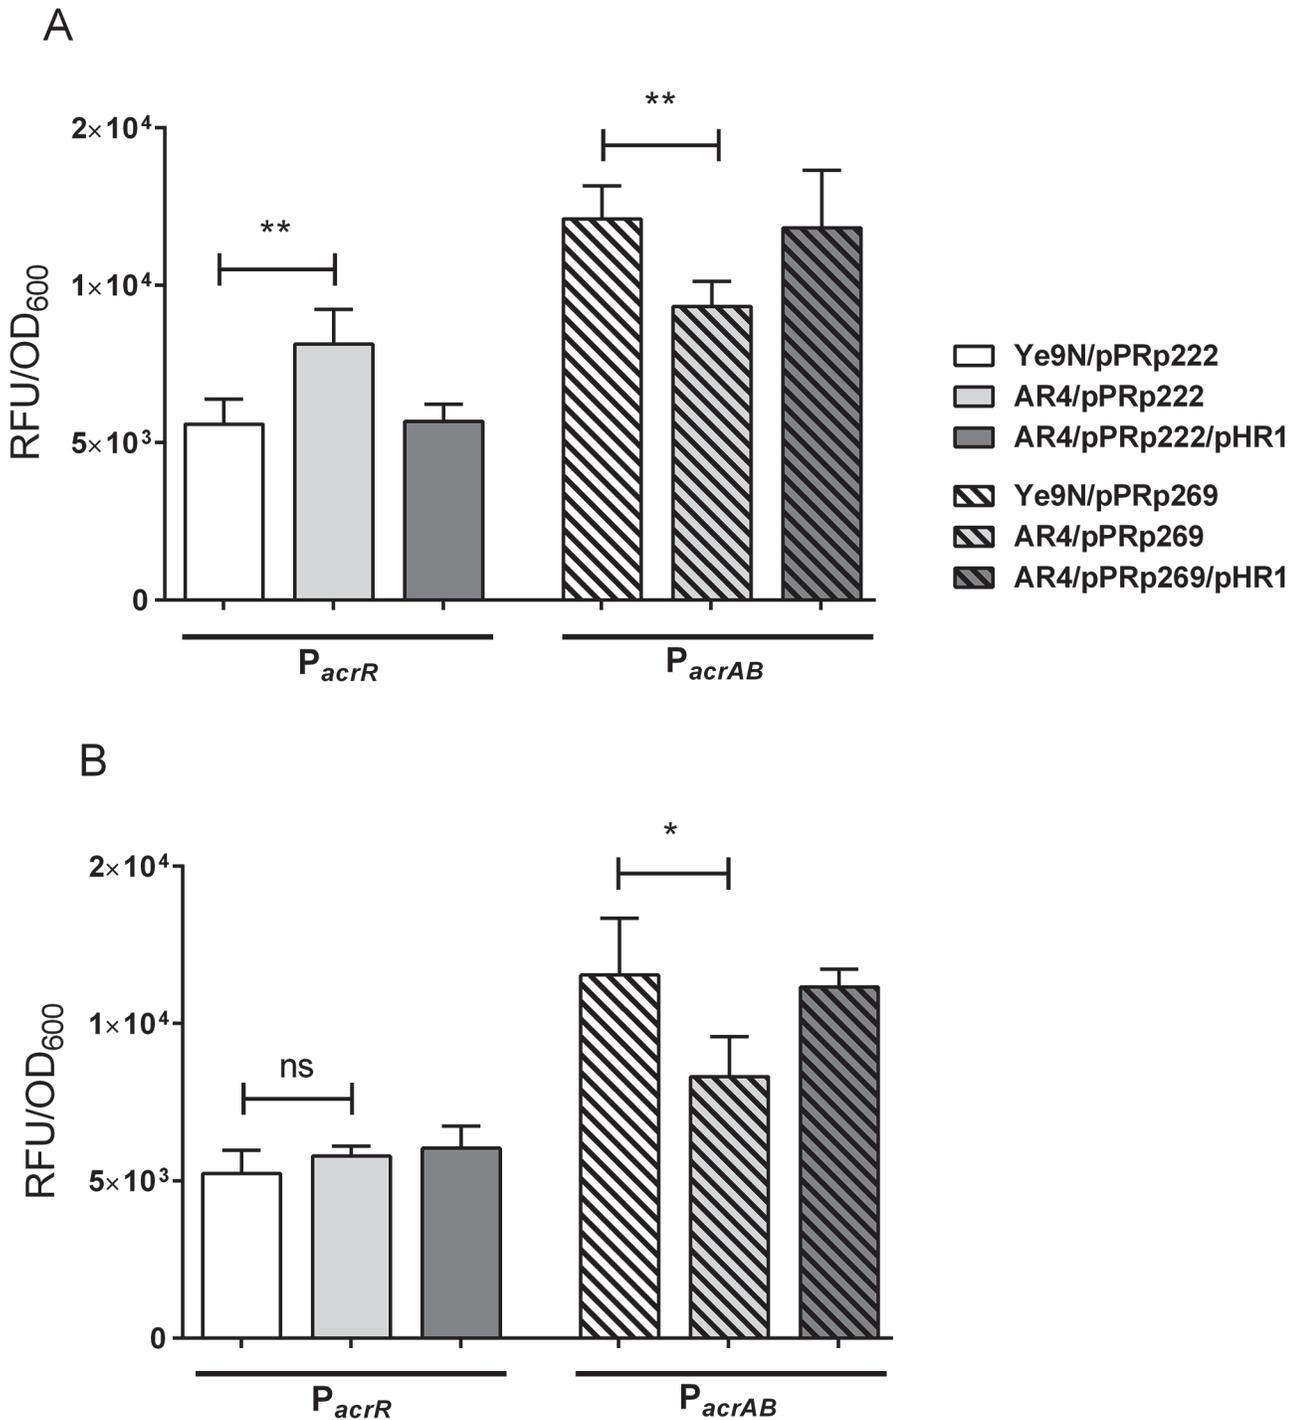 A
**
**
2×10⁴
1×10⁴
5×10³
0
RFU/OD₆₀₀
PacrR
PacrAB
Ye9N/pPRp222
AR4/pPRp222
AR4/pPRp222/pHR1
Ye9N/pPRp269
AR4/pPRp269
AR4/pPRp269/pHR1
B
*
ns
2×10⁴
1×10⁴
5×10³
0
RFU/OD₆₀₀
PacrR
PacrAB